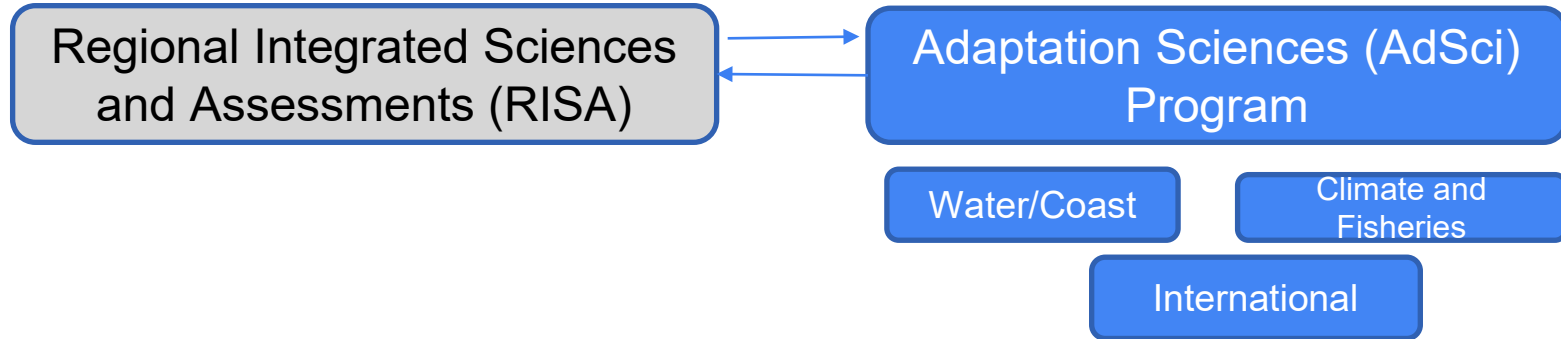 Regional Integrated Sciences
and Assessments (RISA)
Adaptation Sciences (AdSci)
Program
Water/Coast
Climate and
Fisheries
International